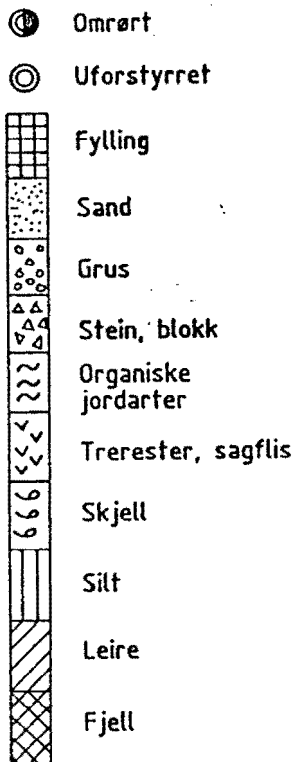 Omrørt
Uforstyrret
Fylling
Sand
Grus
Stein, blokk
Organiske
jordarter
Trerester, sagflis
Skjell
Silt
Leire
Fjell